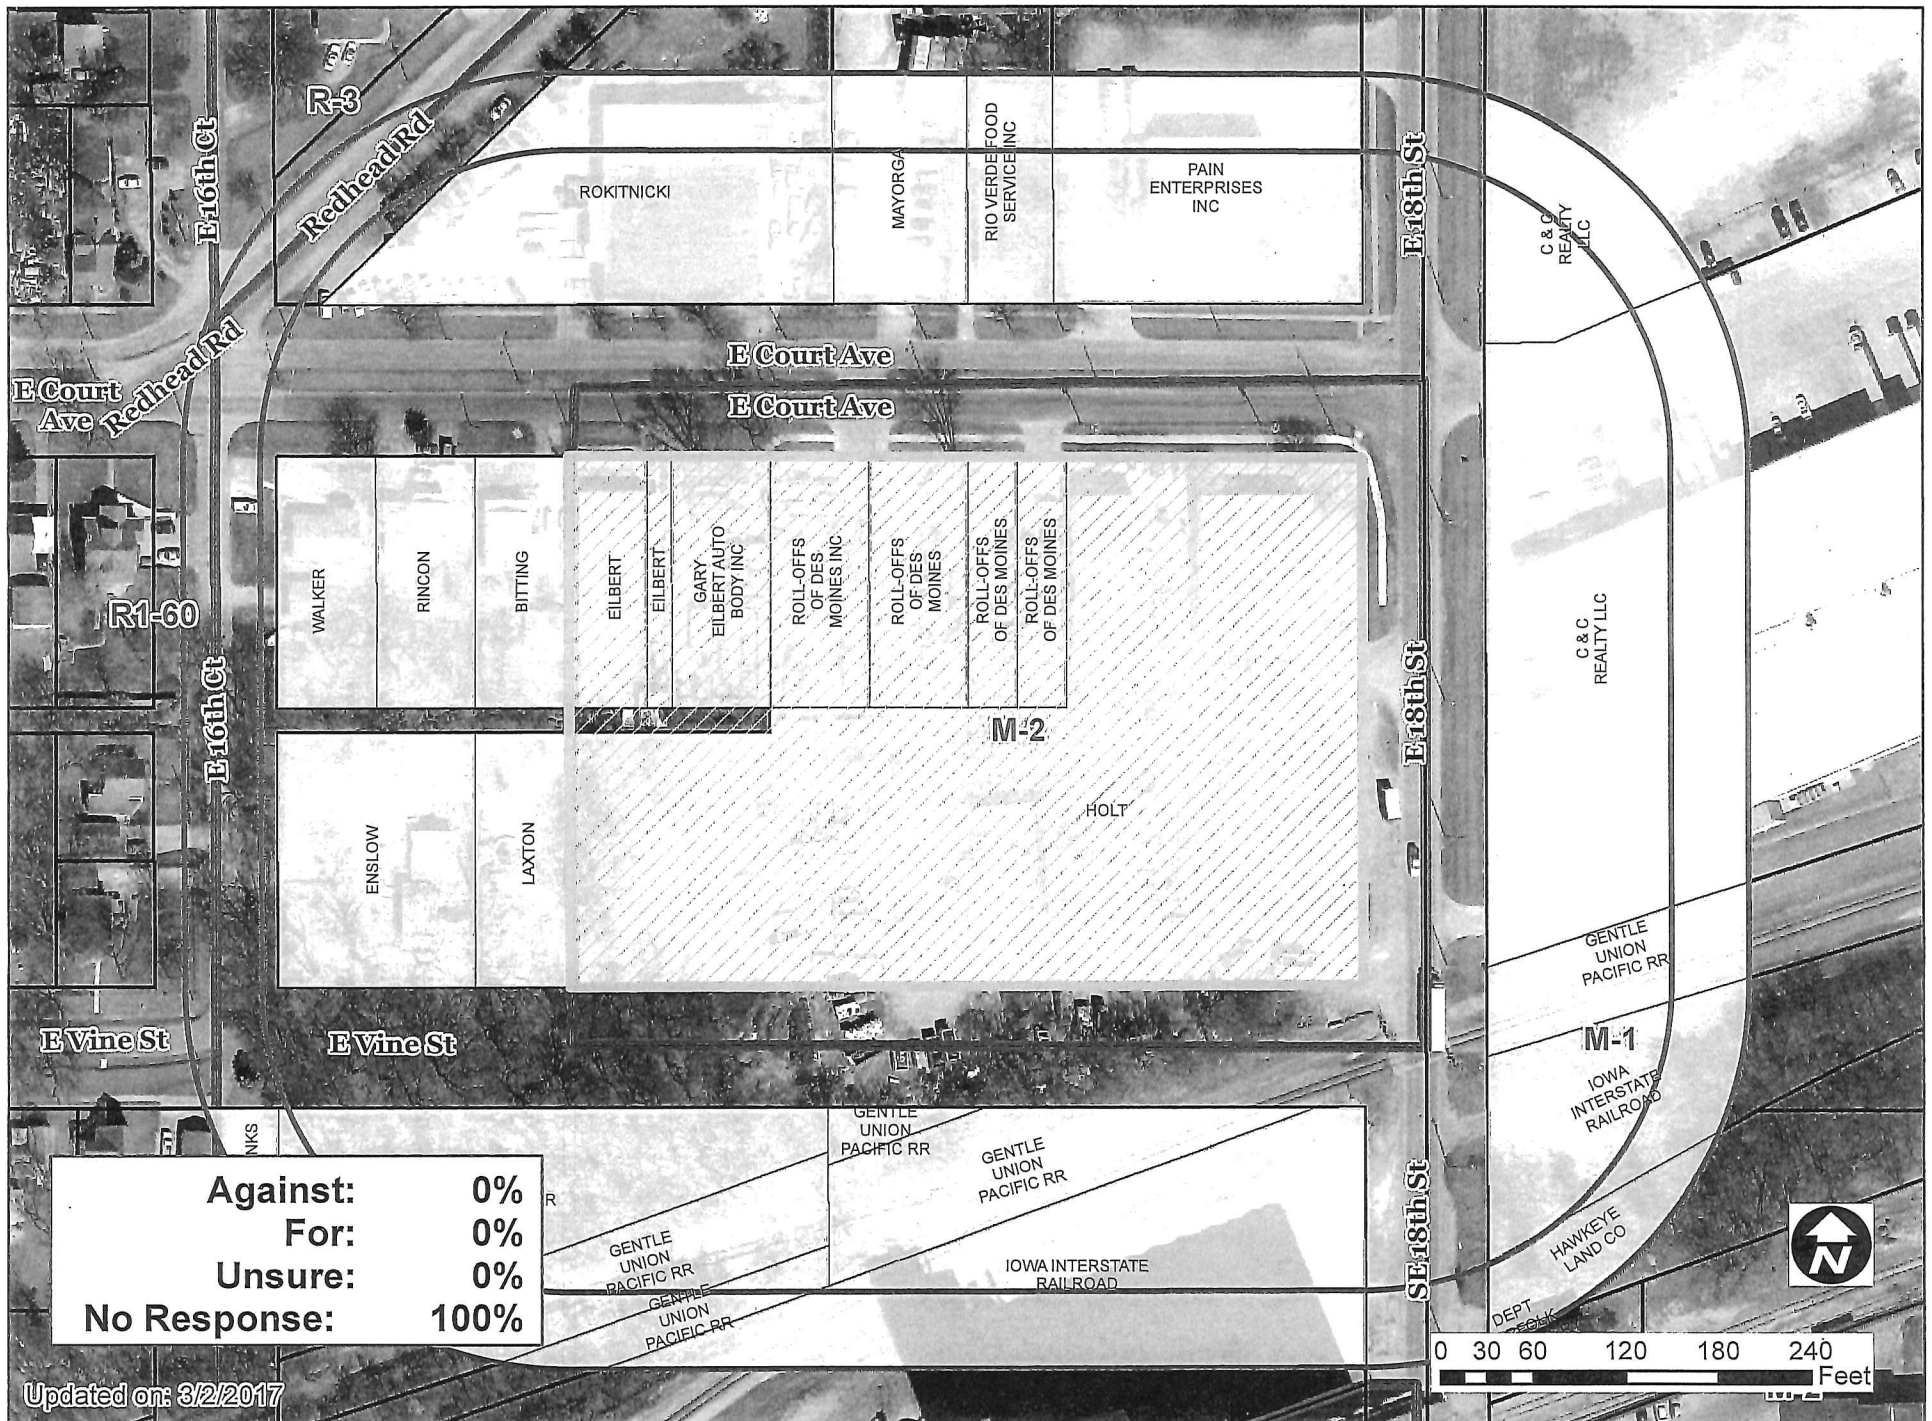 R-3
E 16th Ct
Redhead Rd
ROKITNICKI
MAYORGA
RIO VERDE FOOD
SERVICE INC
PAIN
ENTERPRISES
INC
E 18th St
C & C
REALTY
LLC
E Court Ave
E Court Ave
E Court
Ave
Redhead Rd
WALKER
RINCON
BITTING
EILBERT
EILBERT
GARY
EILBERT AUTO
BODY INC
ROLL-OFFS
OF DES
MOINES INC
ROLL-OFFS
OF DES
MOINES
ROLL-OFFS
OF DES MOINES
ROLL-OFFS
OF DES MOINES
R1-60
E 16th Ct
M-2
E 18th St
C & C
REALTY LLC
HOLT
ENSLOW
LAXTON
GENTLE
UNION
PACIFIC RR
E Vine St
E Vine St
M-1
IOWA
INTERSTATE
RAILROAD
NKS
GENTLE
UNION
PACIFIC RR
GENTLE
UNION
PACIFIC RR
SE 18th St
Against: 0%
For: 0%
Unsure: 0%
No Response: 100%
R
GENTLE
UNION
PACIFIC RR
GENTLE
UNION
PACIFIC RR
IOWA INTERSTATE
RAILROAD
HAWKEYE
LAND CO
DEPT
N
0 30 60 120 180 240
Feet
M-2
Updated on: 3/2/2017